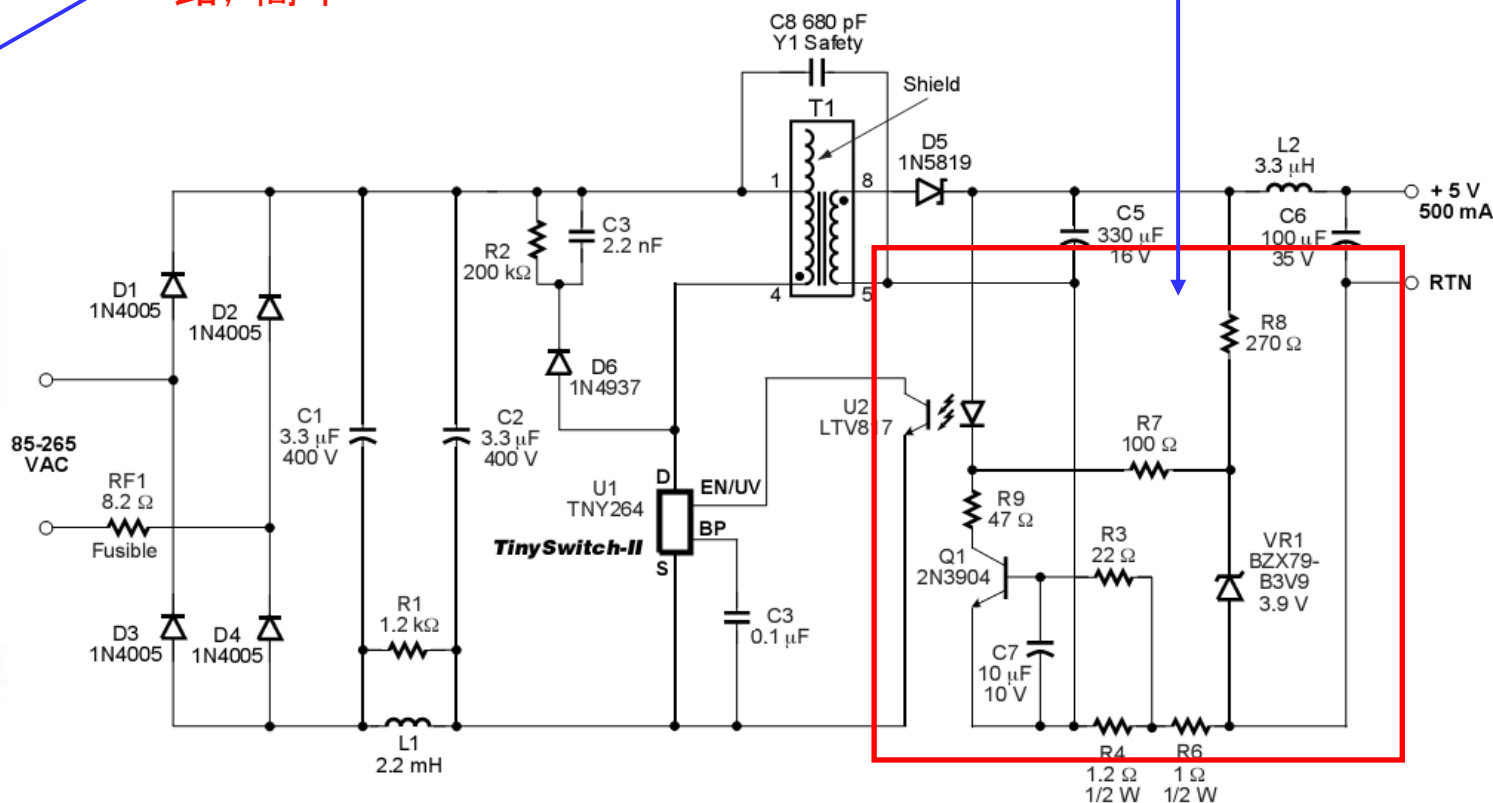 C8 680 pF
Y1 Safety
Shield
T1
D5
1N5819
L2
3.3 µH
1
8
+ 5 V
500 mA
C5
330 µF
16 V
C6
100 µF
35 V
R2
200 kΩ
C3
2.2 nF
D1
1N4005
D2
1N4005
4
5
RTN
R8
270 Ω
D6
1N4937
U2
LTV817
C1
3.3 µF
400 V
C2
3.3 µF
400 V
R7
100 Ω
85-265
VAC
RF1
8.2 Ω
Fusible
D
EN/UV
U1
TNY264
BP
TinySwitch-II
S
R9
47 Ω
Q1
2N3904
R3
22 Ω
VR1
BZX79-
B3V9
3.9 V
D3
1N4005
D4
1N4005
R1
1.2 kΩ
C3
0.1 µF
C7
10 µF
10 V
L1
2.2 mH
R4
1.2 Ω
1/2 W
R6
1 Ω
1/2 W